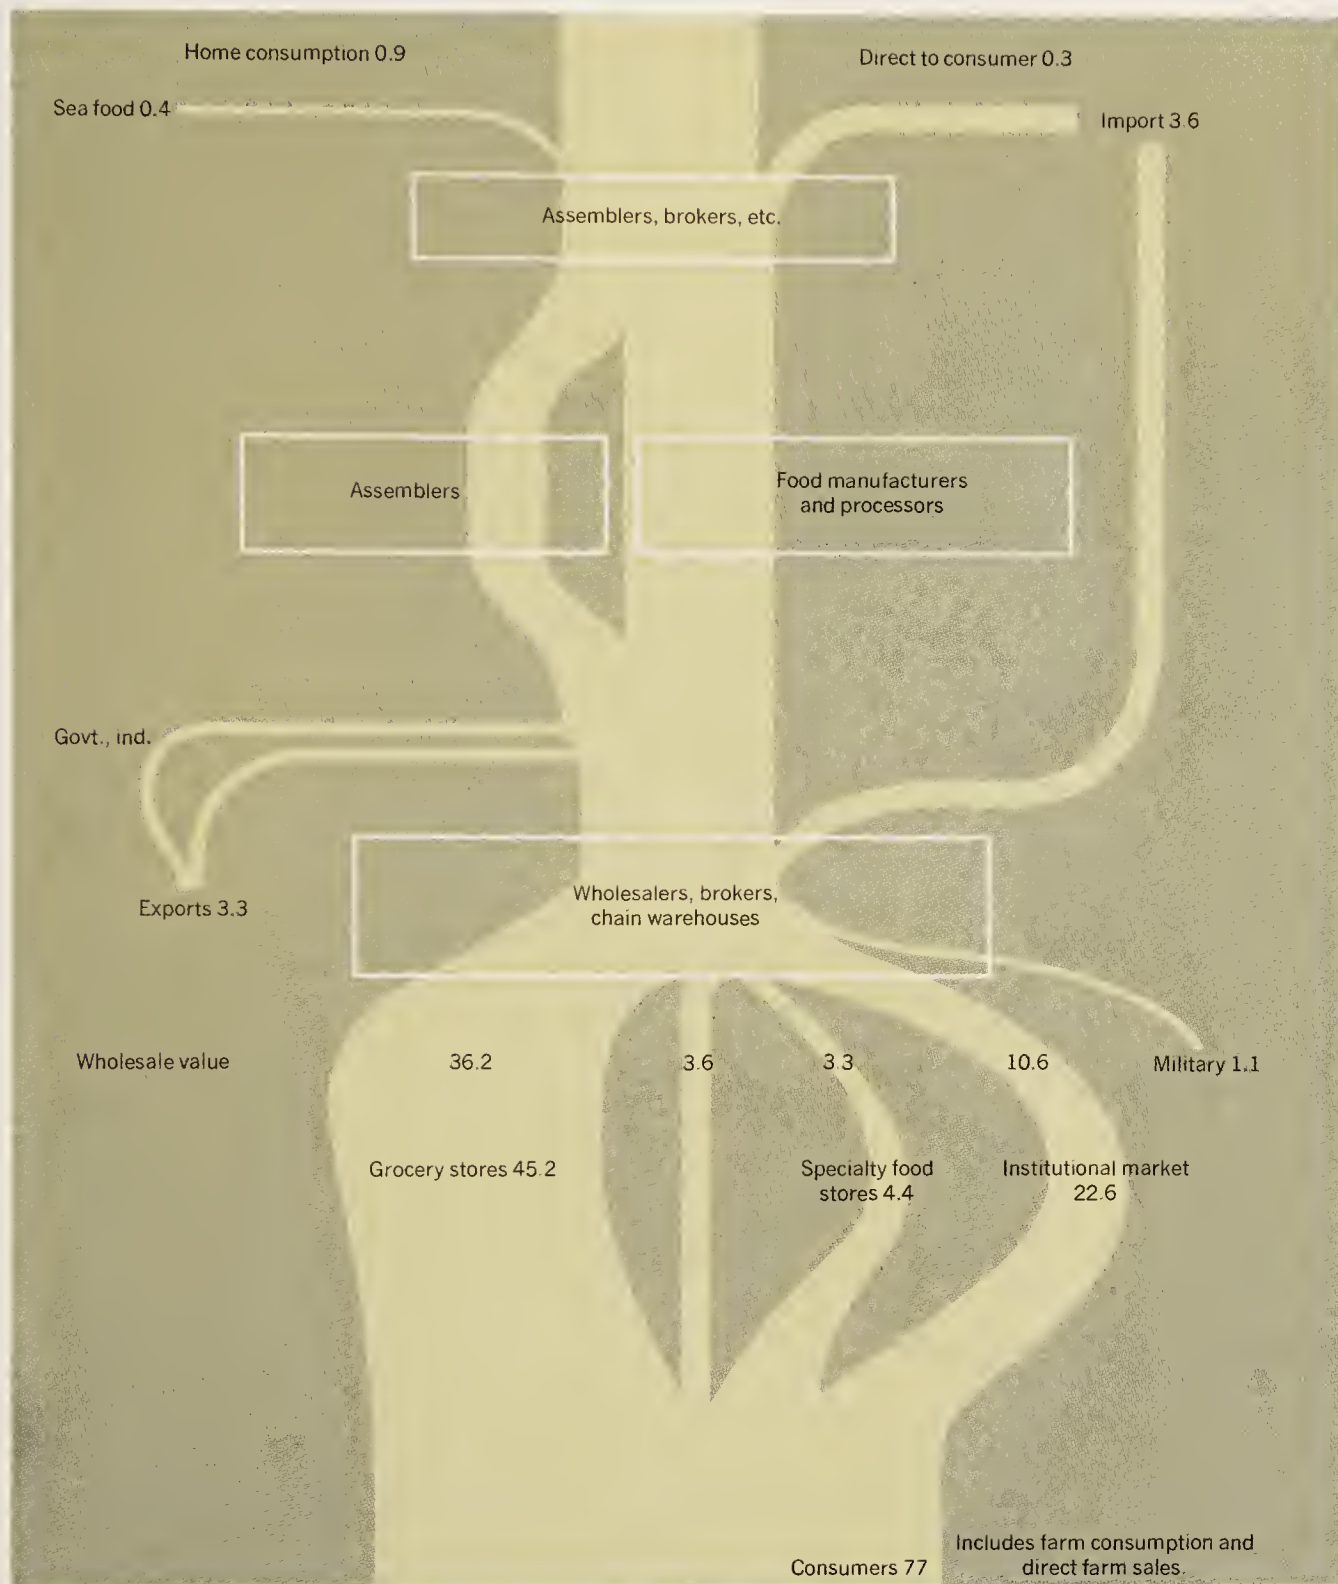 Home consumption 0.9
Direct to consumer 0.3
Sea food 0.4
Import 3.6
Assemblers, brokers, etc.
Assemblers
Food manufacturers
and processors
Govt., ind.
Exports 3.3
Wholesalers, brokers,
chain warehouses
Wholesale value
36.2
3.6
3.3
10.6
Military 1.1
Grocery stores 45.2
Specialty food
stores 4.4
Institutional market
22.6
Consumers 77
Includes farm consumption and
direct farm sales.